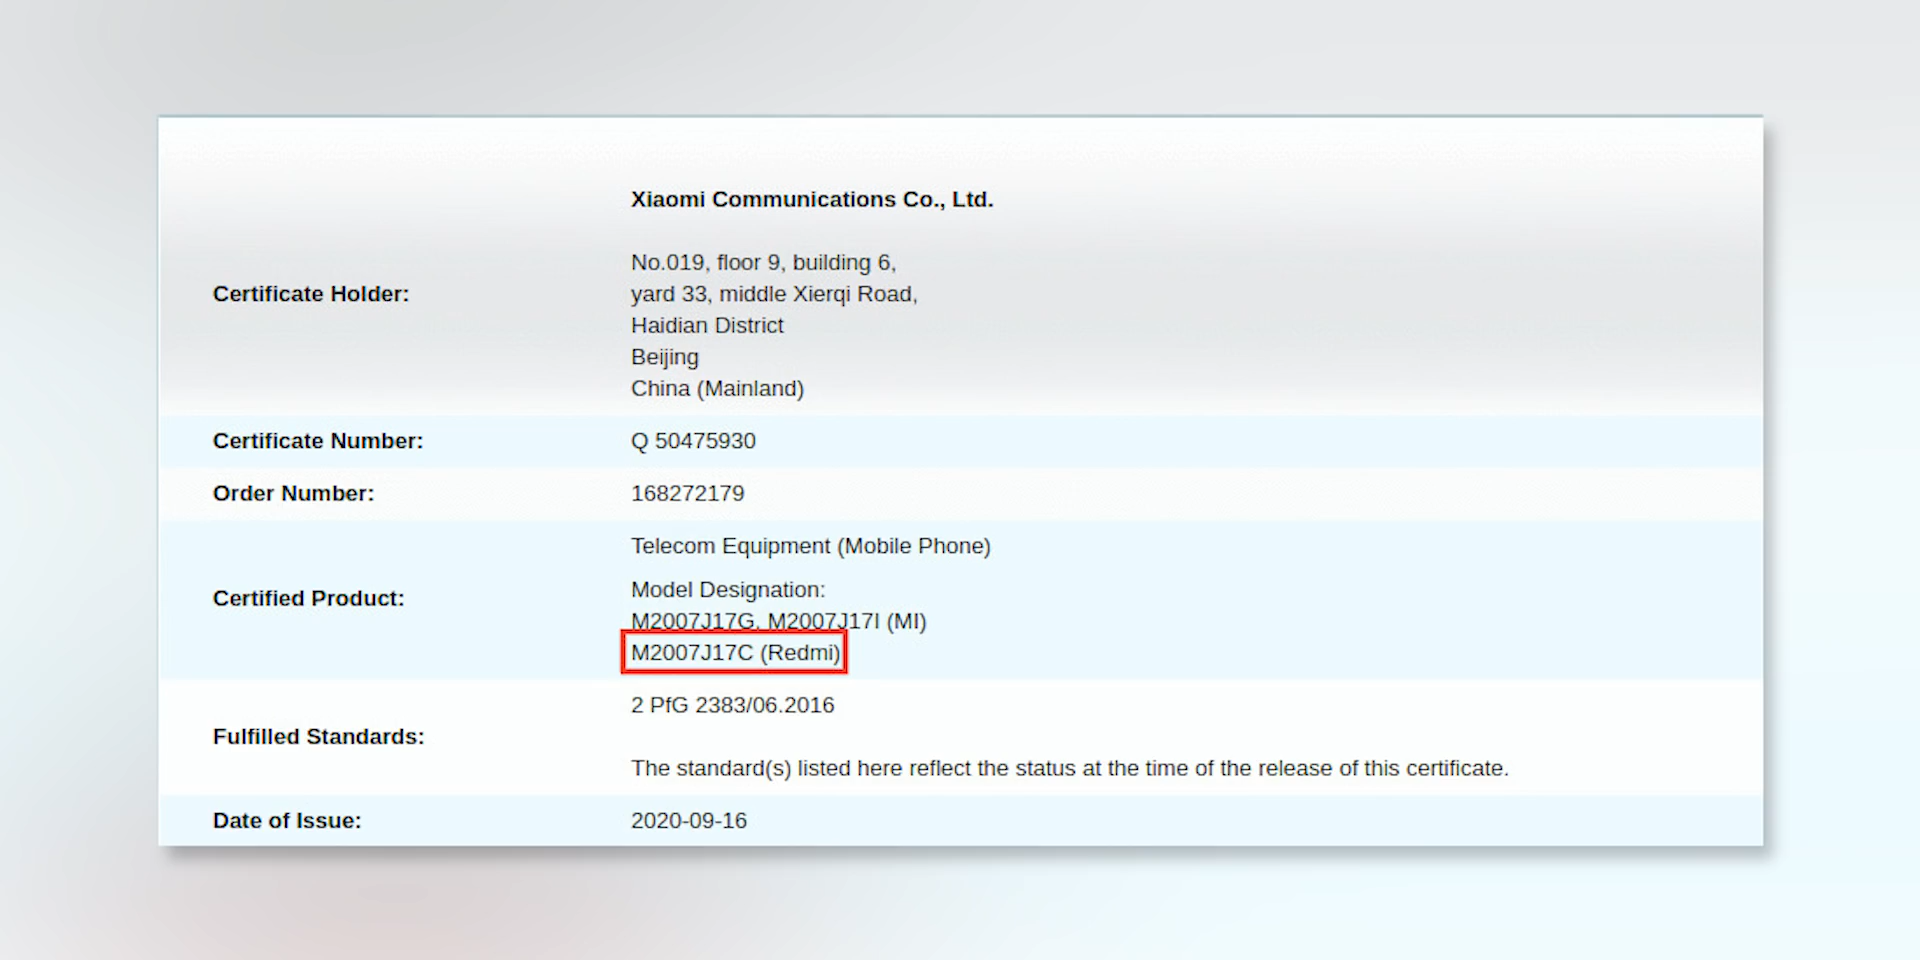 Xiaomi Communications Co., Ltd.
Certificate Holder:
No.019, floor 9, building 6,
yard 33, middle Xierqi Road,
Haidian District
Beijing
China (Mainland)
Certificate Number:
Q 50475930
Order Number:
168272179
Certified Product:
Telecom Equipment (Mobile Phone)
Model Designation:
M2007J17G, M2007J17I (MI)
M2007J17C (Redmi)
Fulfilled Standards:
2 PfG 2383/06.2016
The standard(s) listed here reflect the status at the time of the release of this certificate.
Date of Issue:
2020-09-16